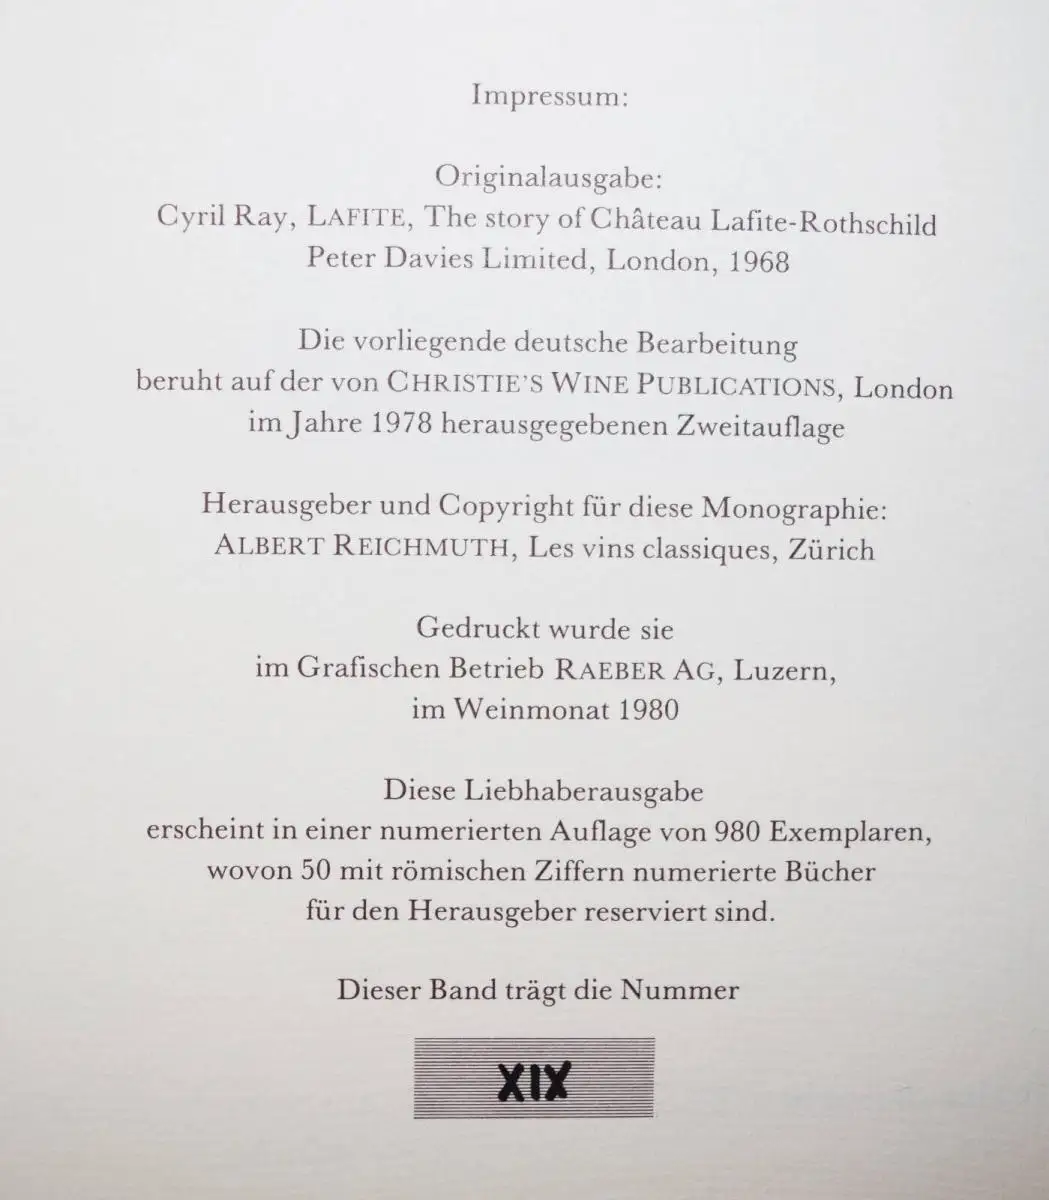 Impressum:
Originalausgabe:
Cyril Ray, LAFITE, The story of Château Lafite-Rothschild
Peter Davies Limited, London, 1968
Die vorliegende deutsche Bearbeitung
beruht auf der von CHRISTIE'S WINE PUBLICATIONS, London
im Jahre 1978 herausgegebenen Zweitauflage
Herausgeber und Copyright für diese Monographie:
ALBERT REICHMUTH, Les vins classiques, Zürich
Gedruckt wurde sie
im Grafischen Betrieb RAEBER AG, Luzern,
im Weinmonat 1980
Diese Liebhaberausgabe
erscheint in einer numerierten Auflage von 980 Exemplaren,
wovon 50 mit römischen Ziffern numerierte Bücher
für den Herausgeber reserviert sind.
Dieser Band trägt die Nummer
XIX